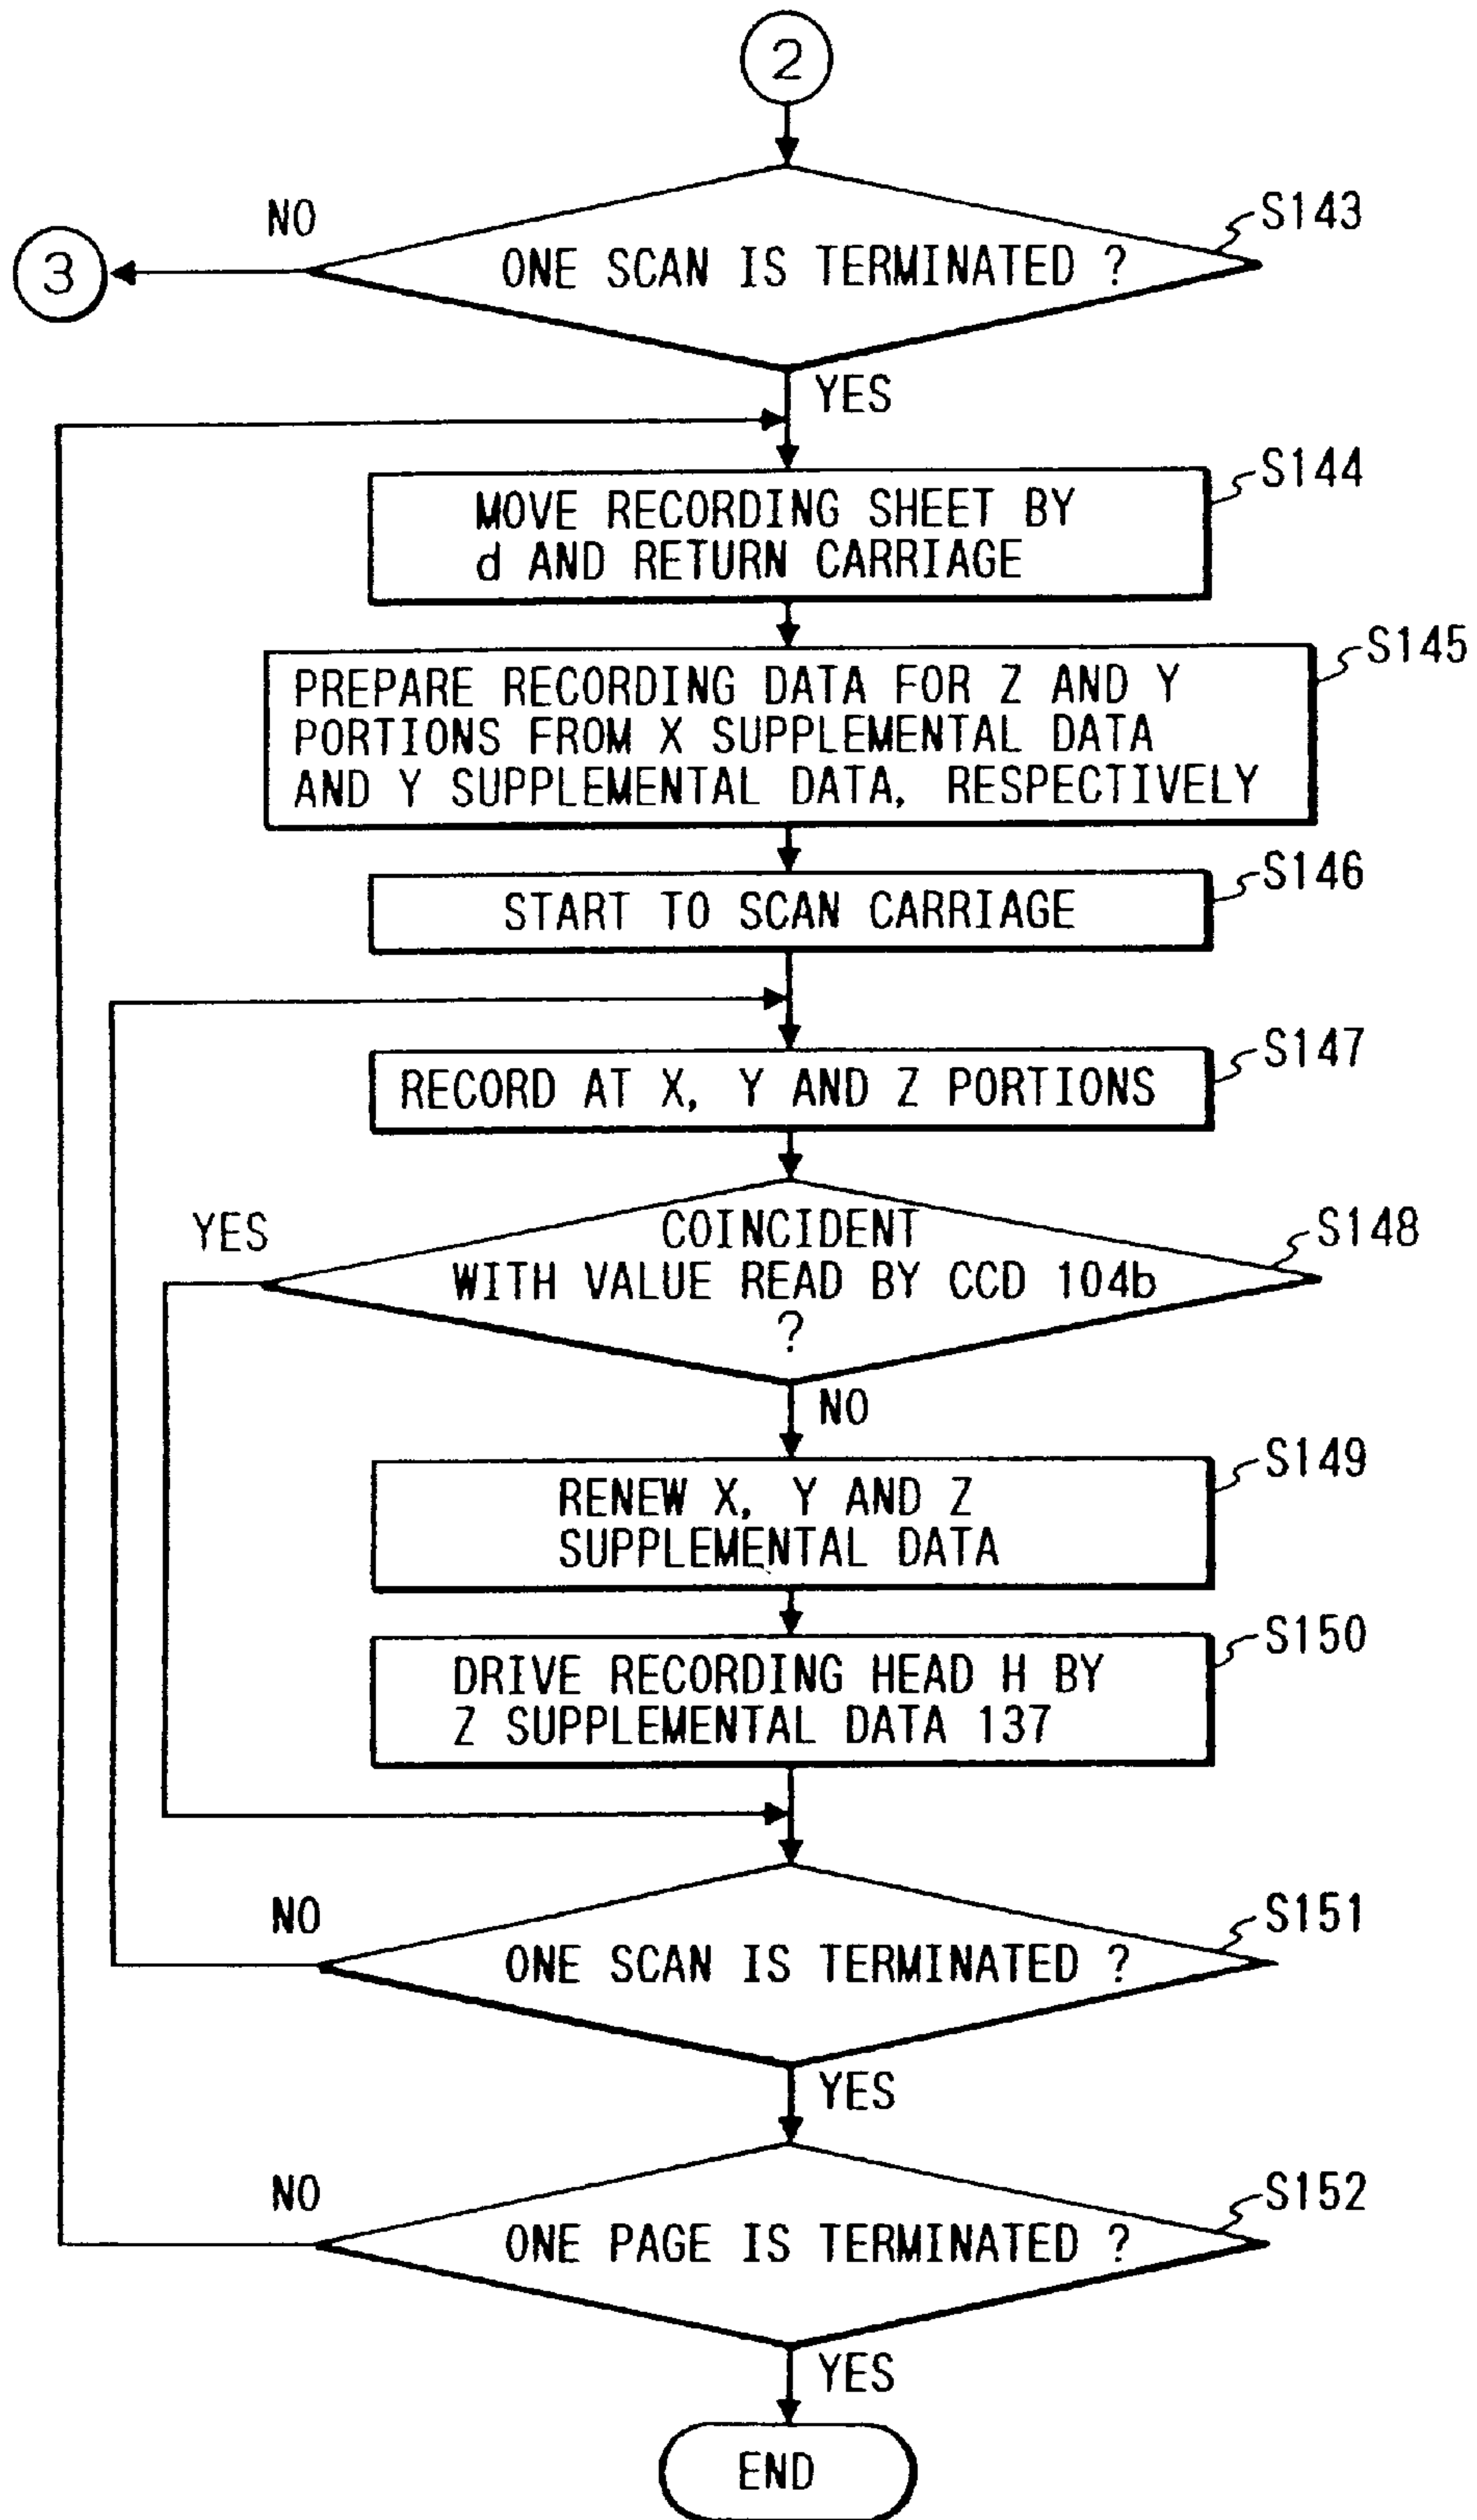 2
NO
S143
3
ONE SCAN IS TERMINATED ?
YES
S144
MOVE RECORDING SHEET BY
d AND RETURN CARRIAGE
S145
PREPARE RECORDING DATA FOR Z AND Y
PORTIONS FROM X SUPPLEMENTAL DATA
AND Y SUPPLEMENTAL DATA, RESPECTIVELY
S146
START TO SCAN CARRIAGE
S147
RECORD AT X, Y AND Z PORTIONS
YES
S148
COINCIDENT
WITH VALUE READ BY CCD 104b
?
NO
S149
RENEW X, Y AND Z
SUPPLEMENTAL DATA
S150
DRIVE RECORDING HEAD H BY
Z SUPPLEMENTAL DATA 137
NO
S151
ONE SCAN IS TERMINATED ?
YES
NO
S152
ONE PAGE IS TERMINATED ?
YES
END